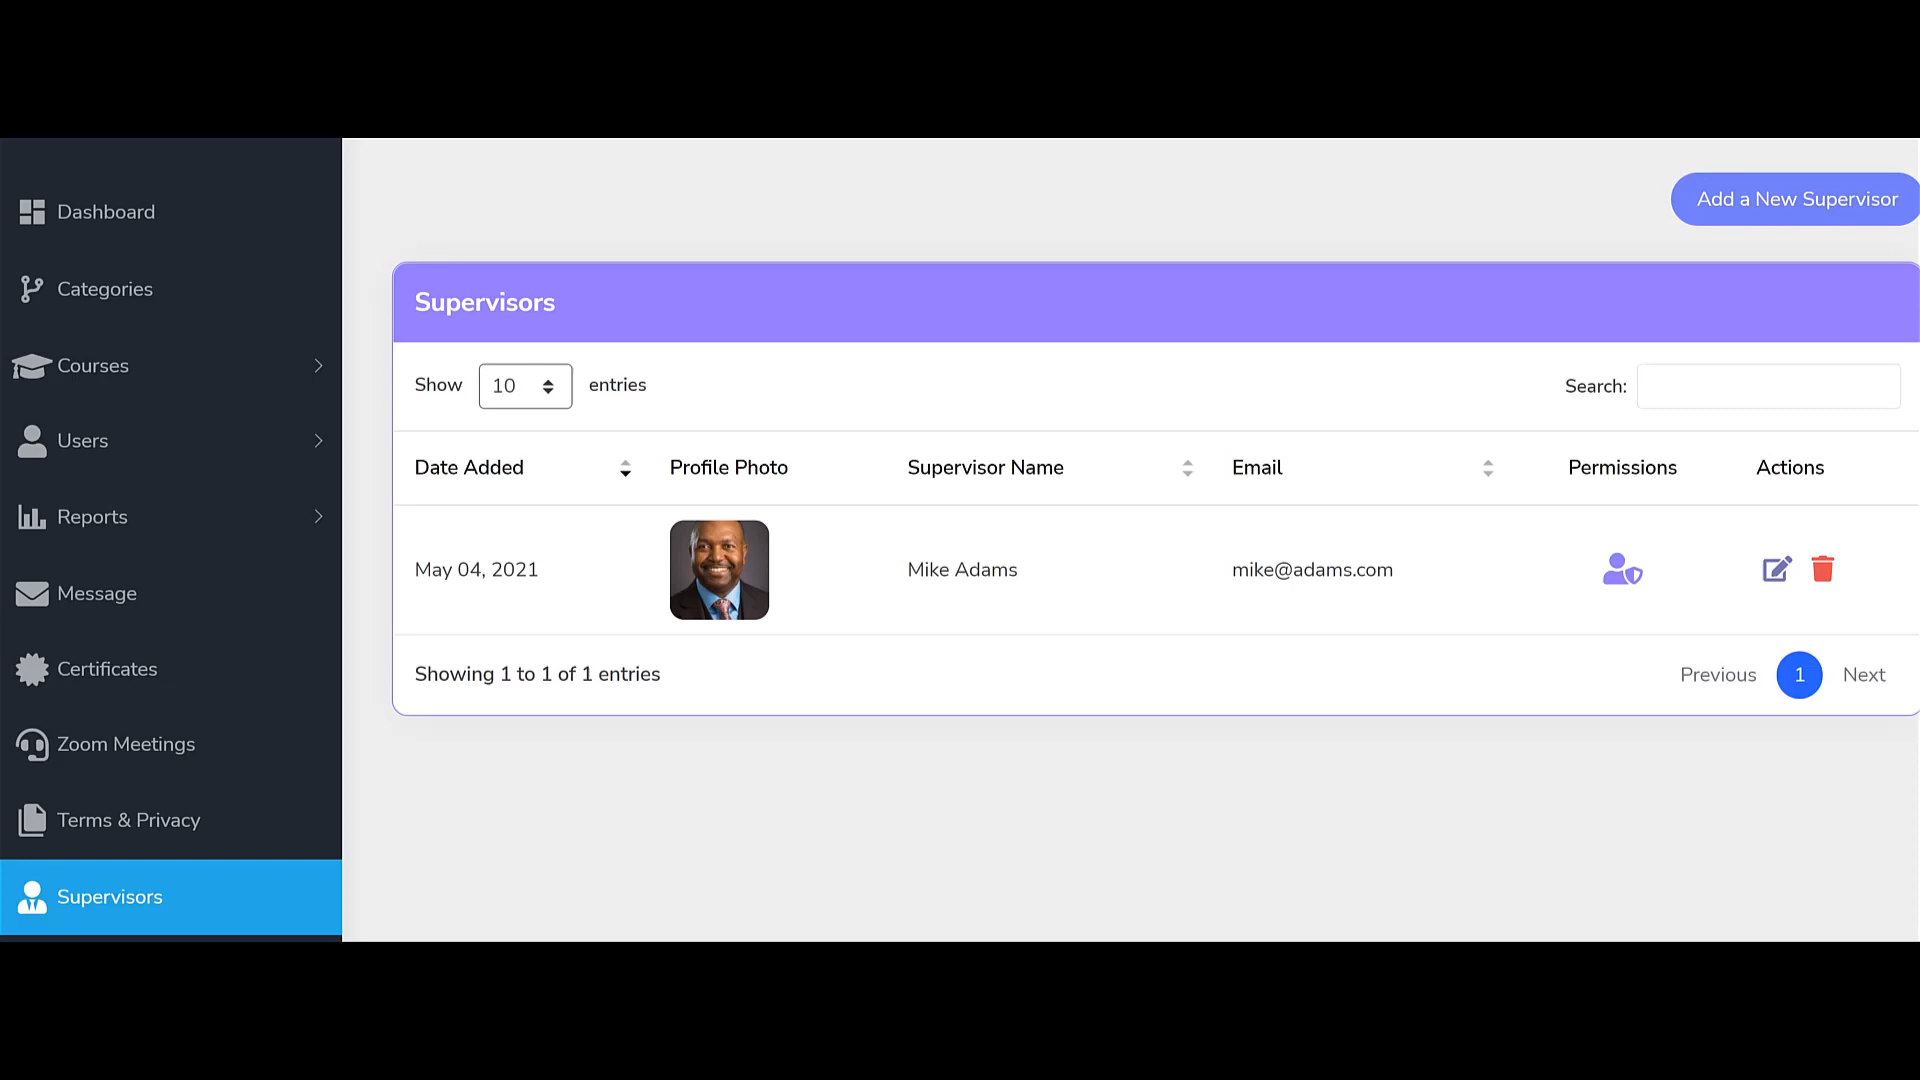 Dashboard
Categories
Courses
Users
Reports
Message
Certificates
Zoom Meetings
Terms & Privacy
Supervisors
Add a New Supervisor
Supervisors
Show 10 entries
Search:
Date Added Profile Photo Supervisor Name Email Permissions Actions
May 04, 2021 Mike Adams mike@adams.com
Showing 1 to 1 of 1 entries
Previous 1 Next